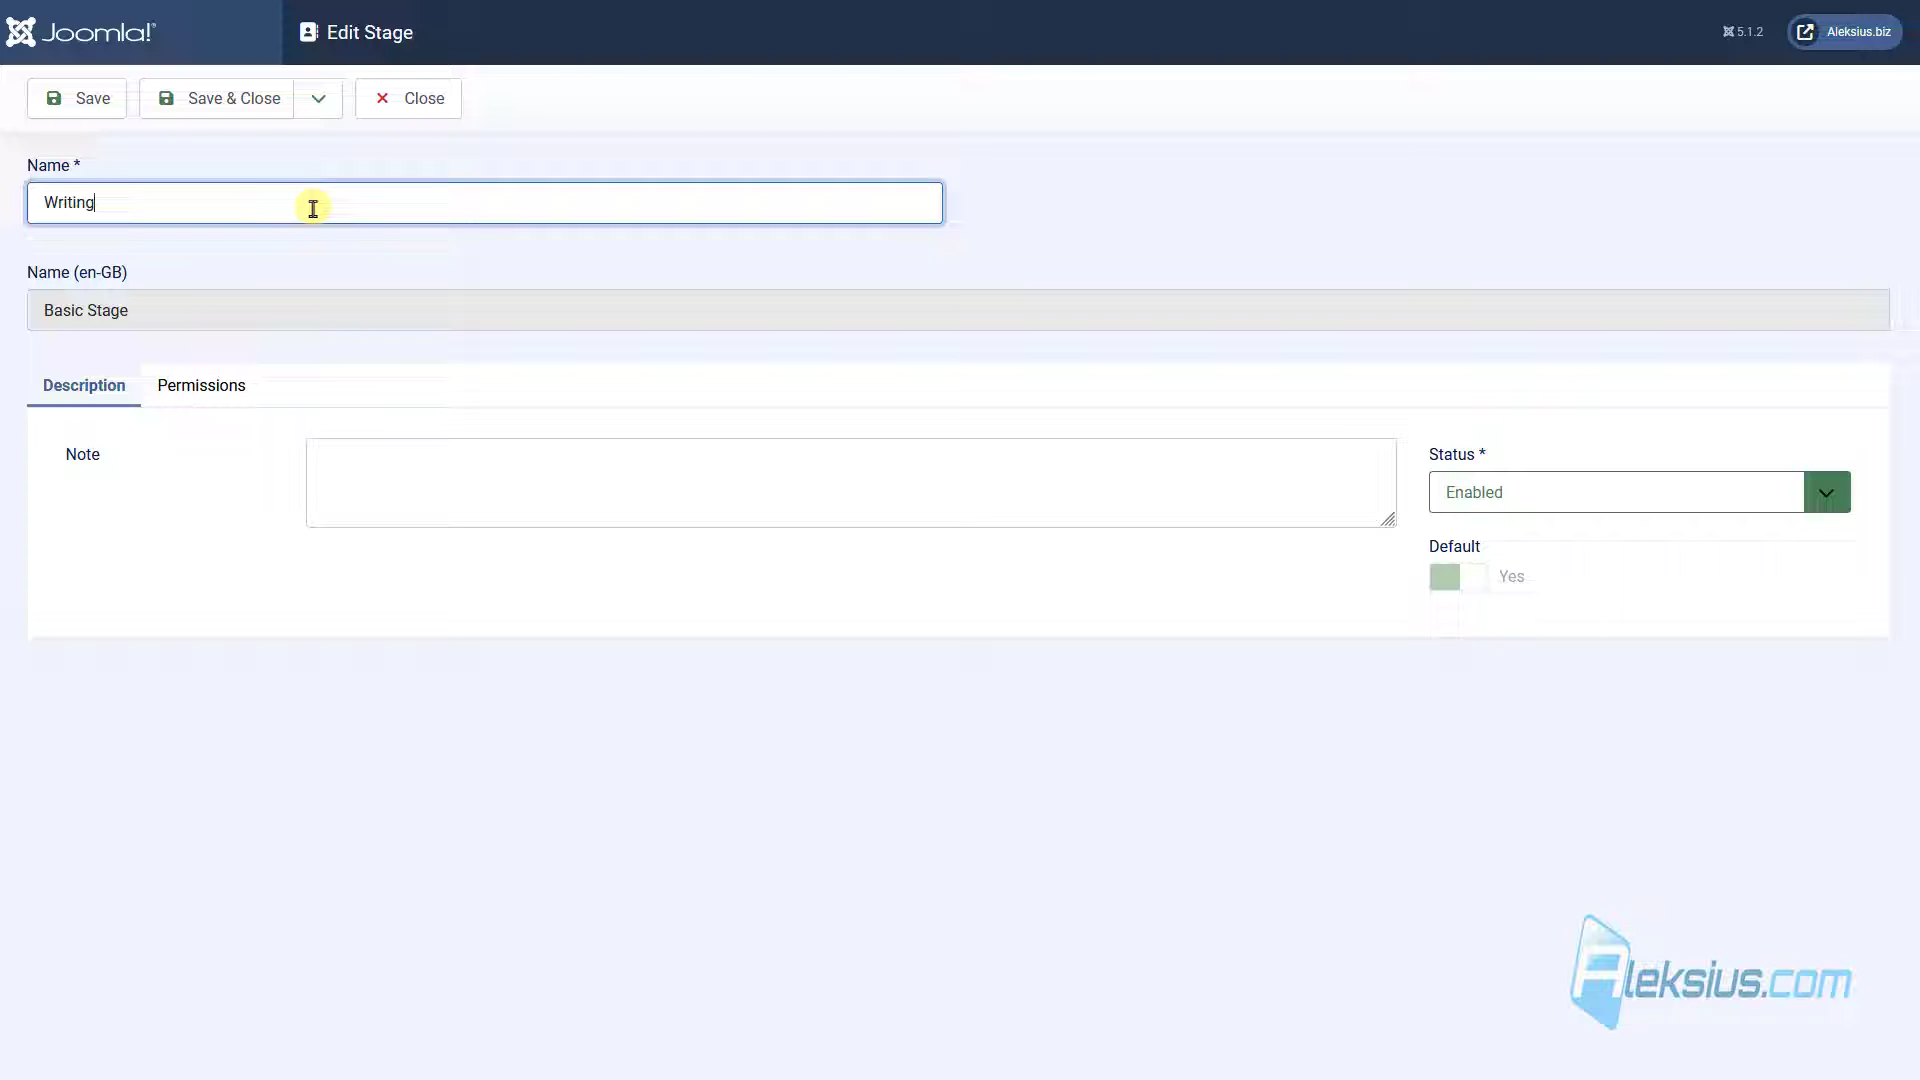 Joomla!®
Edit Stage
5.1.2
Aleksius.biz
Save
Save & Close
Close
Name *
Writing
Name (en-GB)
Basic Stage
Description
Permissions
Note
Status *
Enabled
Default
Yes
Aleksius.com